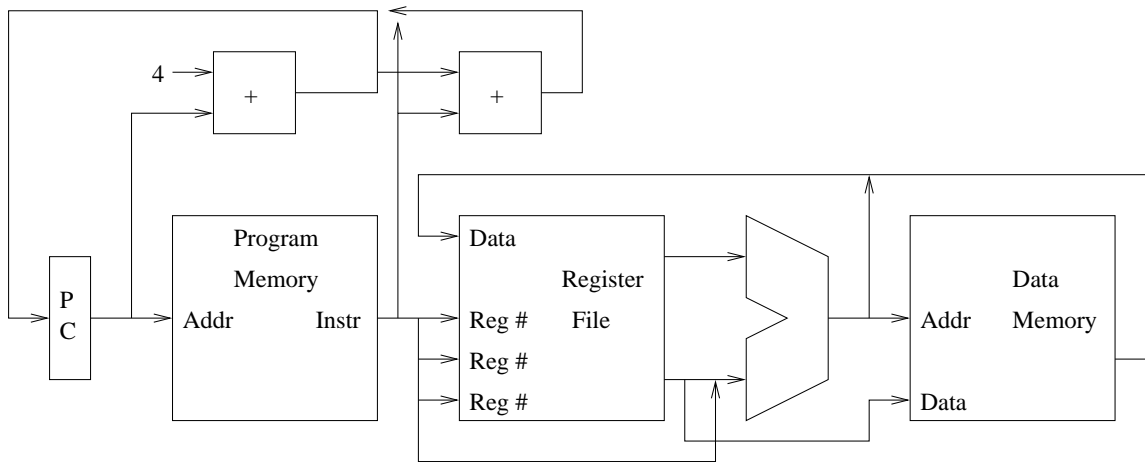 4
+
+
Program
Memory
Addr
Instr
P
C
Data
Register
File
Reg #
Reg #
Reg #
Data
Memory
Addr
Data